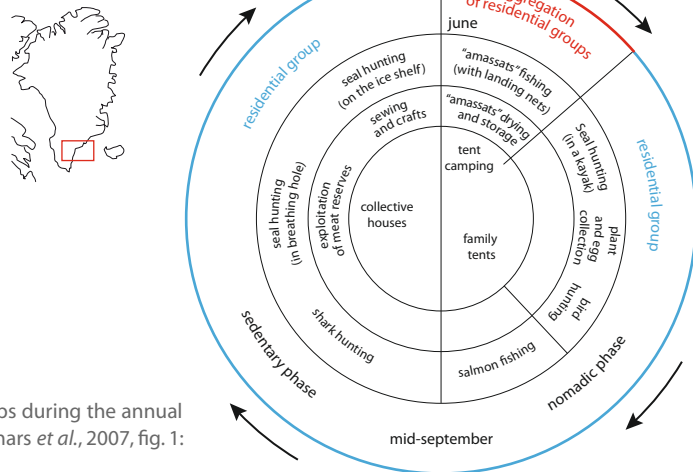 of residential groups
june
residential group
seal hunting
(on the ice shelf)
"amassats" fishing
(with landing nets)
sewing
and crafts
"amassats" drying
and storage
tent
camping
Seal hunting
(in a kayak)
residential group
seal hunting
(in breathing hole)
exploitation
of meat reserves
collective
houses
family
tents
plant
and egg
collection
bird
hunting
shark hunting
salmon fishing
sedentary phase
nomadic phase
mid-september
during the annual
et al., 2007, fig. 1: